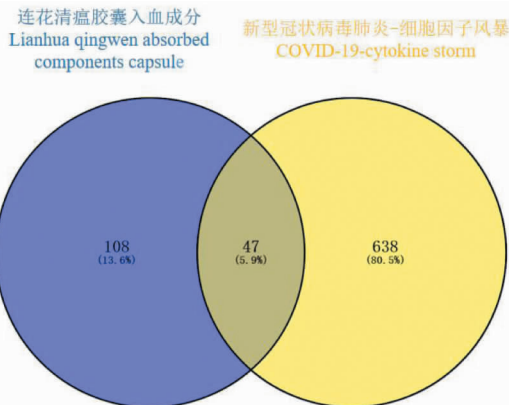 连花清瘟胶囊入血成分
Lianhua qingwen absorbed
components capsule
新型冠状病毒肺炎-细胞因子风暴
COVID-19-cytokine storm
108
(13.6%)
47
(5.9%)
638
(80.5%)